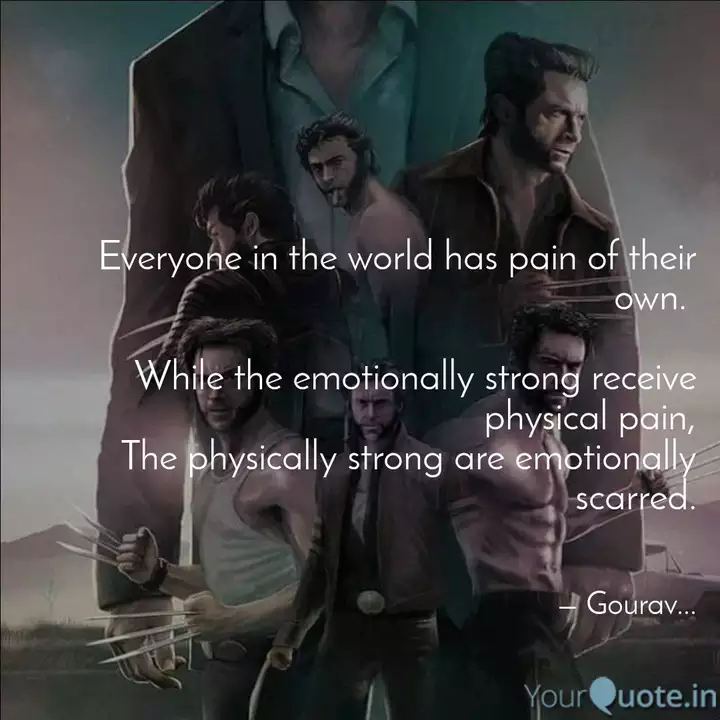 Everyone in the world has pain of their
own.
While the emotionally strong receive
physical pain,
The physically strong are emotionally
scarred.
– Gourav...
YourQuote.in